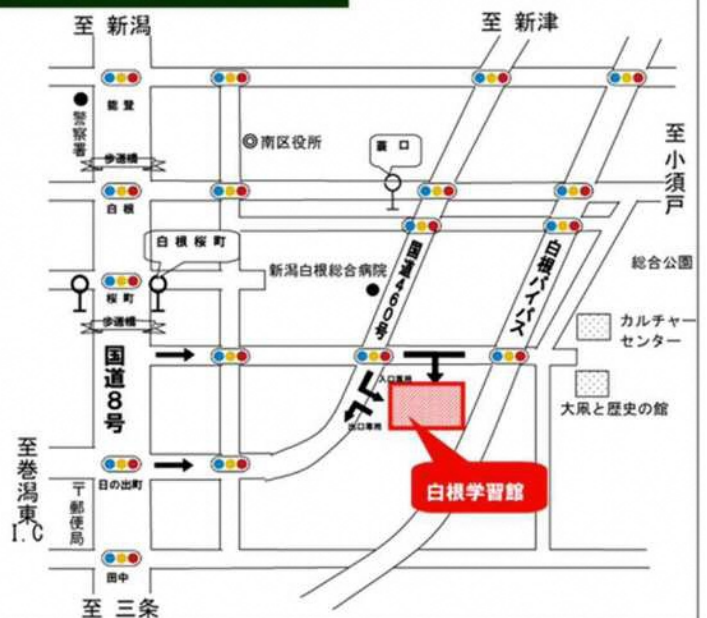 至 新潟
至 新津
能登
警察署
南区役所
蓑口
至小須戸
歩道橋
白根
白根桜町
新潟白根総合病院
国道460号
白根バイパス
総合公園
桜町
歩道橋
カルチャー
センター
国道8号
入口専用
大凧と歴史の館
出口専用
至巻潟東I.C
日の出町
白根学習館
〒郵便局
田中
至 三条